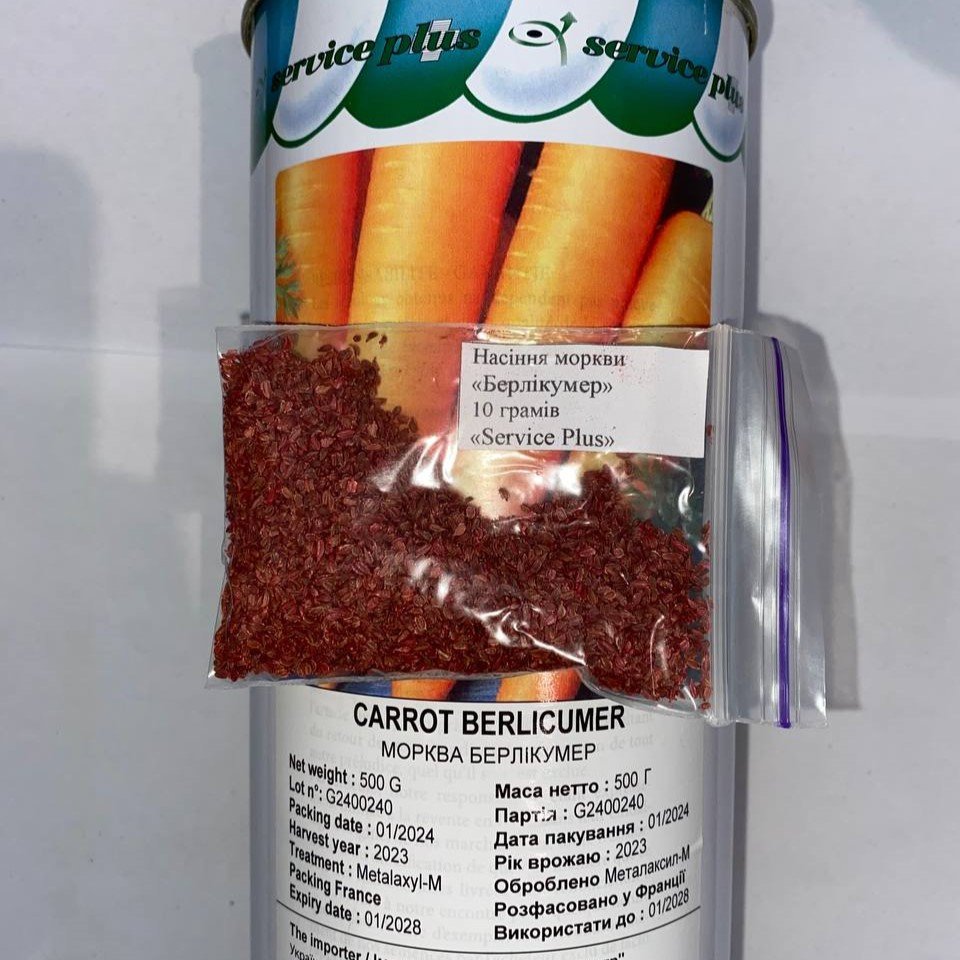 service plus service plus
Насіння моркви
«Берлікумер»
10 грамів
«Service Plus»
CARROT BERLICUMER
МОРКВА БЕРЛІКУМЕР
Net weight : 500 G
Lot n°: G2400240
Packing date : 01/2024
Harvest year : 2023
Treatment : Metalaxyl-M
Packing France
Expiry date : 01/2028
Маса нетто : 500 Г
Партія : G2400240
Дата пакування : 01/2024
Рік врожаю : 2023
Оброблено Металаксил-М
Розфасовано у Франції
Використати до : 01/2028
The importer /